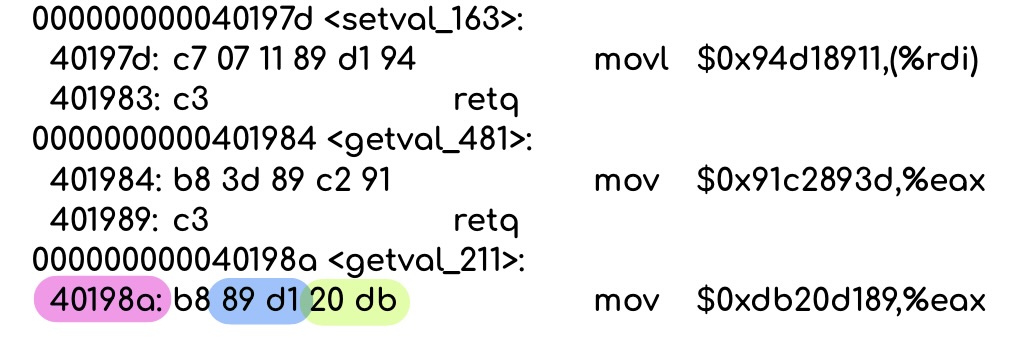 000000000040197d <setval_163>:
40197d: c7 07 11 89 d1 94 movl $0x94d18911,(%rdi)
401983: c3 retq
0000000000401984 <getval_481>:
401984: b8 3d 89 c2 91 mov $0x91c2893d,%eax
401989: c3 retq
000000000040198a <getval_211>:
40198a: b8 89 d1 20 db mov $0xdb20d189,%eax